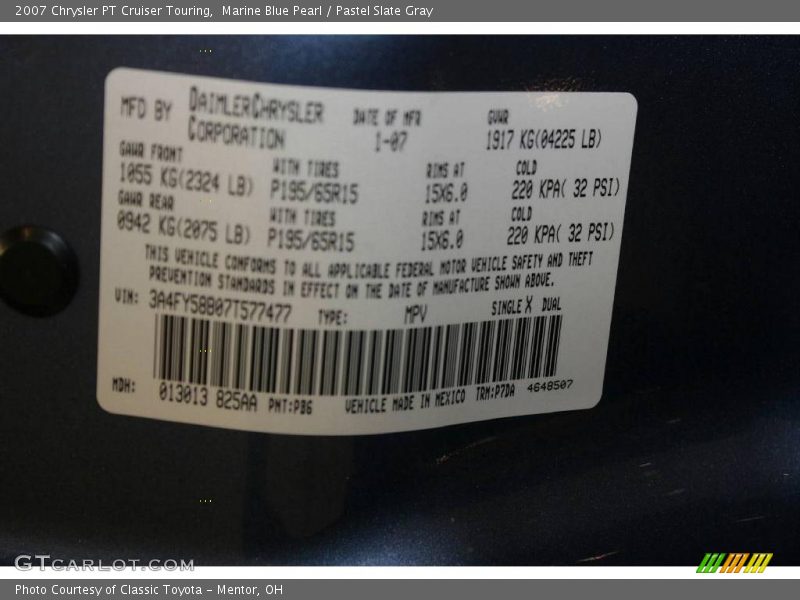 2007 Chrysler PT Cruiser Touring,  Marine Blue Pearl / Pastel Slate Gray
MFD BY DAIMLERCHRYSLER CORPORATION DATE OF MFR 1-07 GVWR 1917 KG(04225 LB)
GAWR FRONT WITH TIRES RIMS AT COLD
1055 KG(2324 LB) P195/65R15 15X6.0 220 KPA( 32 PSI)
GAWR REAR WITH TIRES RIMS AT COLD
0942 KG(2075 LB) P195/65R15 15X6.0 220 KPA( 32 PSI)
THIS VEHICLE CONFORMS TO ALL APPLICABLE FEDERAL MOTOR VEHICLE SAFETY AND THEFT
PREVENTION STANDARDS IN EFFECT ON THE DATE OF MANUFACTURE SHOWN ABOVE.
VIN: 3A4FY58B07T577477 TYPE: MPV SINGLE X DUAL
MDH: 013013 825AA PNT:PB6 VEHICLE MADE IN MEXICO TRM:P7DA 4648507
GTCARLOT.COM
Photo Courtesy of Classic Toyota - Mentor, OH